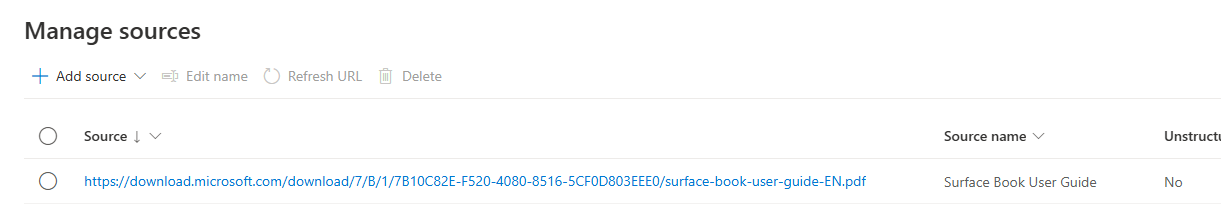 Manage sources
Add source Edit name Refresh URL Delete
Source Source name Unstructu
https://download.microsoft.com/download/7/B/1/7B10C82E-F520-4080-8516-5CF0D803EEE0/surface-book-user-guide-EN.pdf Surface Book User Guide No